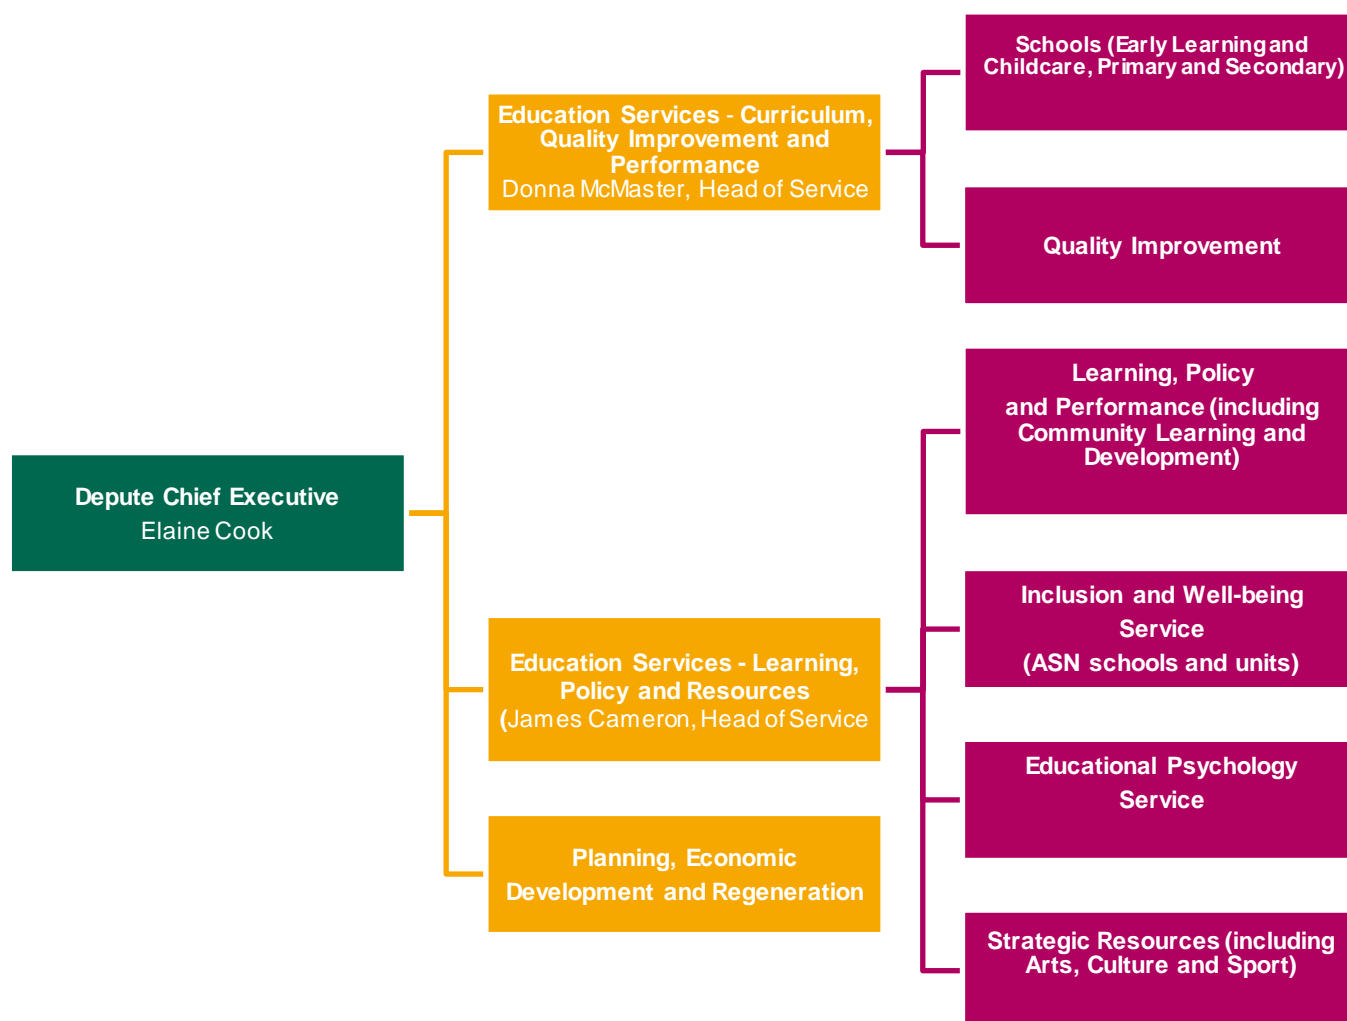 Schools (Early Learning and
Childcare, Primary and Secondary)
Education Services - Curriculum,
Quality Improvement and
Performance
Donna McMaster, Head of Service
Quality Improvement
Learning, Policy
and Performance (including
Community Learning and
Development)
Depute Chief Executive
Elaine Cook
Inclusion and Well-being
Service
(ASN schools and units)
Education Services - Learning,
Policy and Resources
(James Cameron, Head of Service
Educational Psychology
Service
Planning, Economic
Development and Regeneration
Strategic Resources (including
Arts, Culture and Sport)